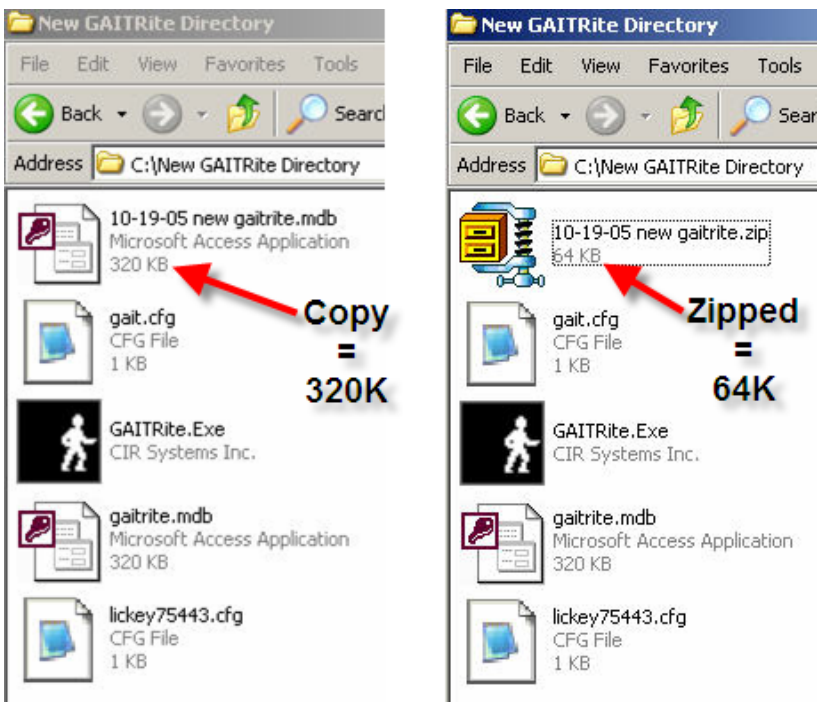 New GAITRite Directory
File Edit View Favorites Tools
Back Searc
Address C:\New GAITRite Directory
10-19-05 new gaitrite.mdb
Microsoft Access Application
320 KB
Copy
=
320K
gait.cfg
CFG File
1 KB
GAITRite.Exe
CIR Systems Inc.
gaitrite.mdb
Microsoft Access Application
320 KB
lickey75443.cfg
CFG File
1 KB
New GAITRite Directory
File Edit View Favorites Tools
Back Sear
Address C:\New GAITRite Directory
10-19-05 new gaitrite.zip
64 KB
Zipped
=
64K
gait.cfg
CFG File
1 KB
GAITRite.Exe
CIR Systems Inc.
gaitrite.mdb
Microsoft Access Application
320 KB
lickey75443.cfg
CFG File
1 KB